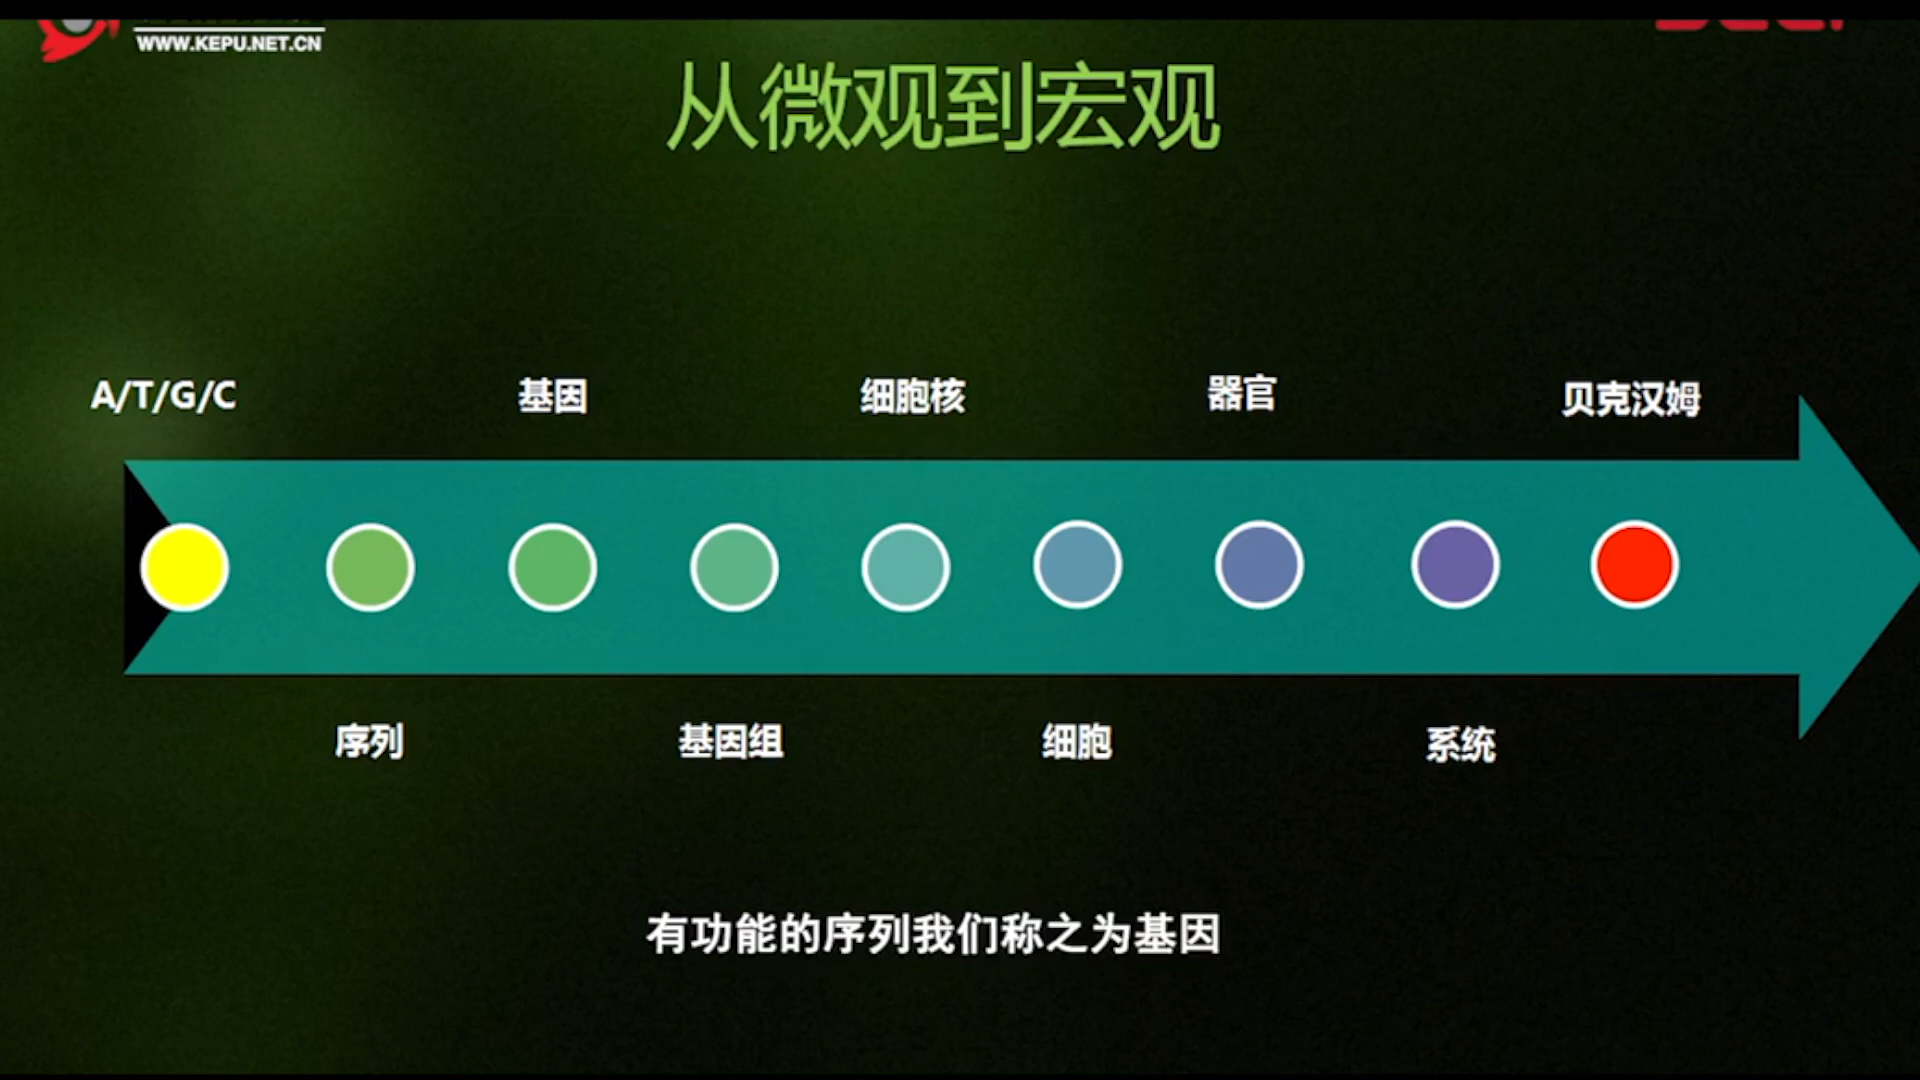 WWW.KEPU.NET.CN
从微观到宏观
A/T/G/C
基因
细胞核
器官
贝克汉姆
序列
基因组
细胞
系统
有功能的序列我们称之为基因